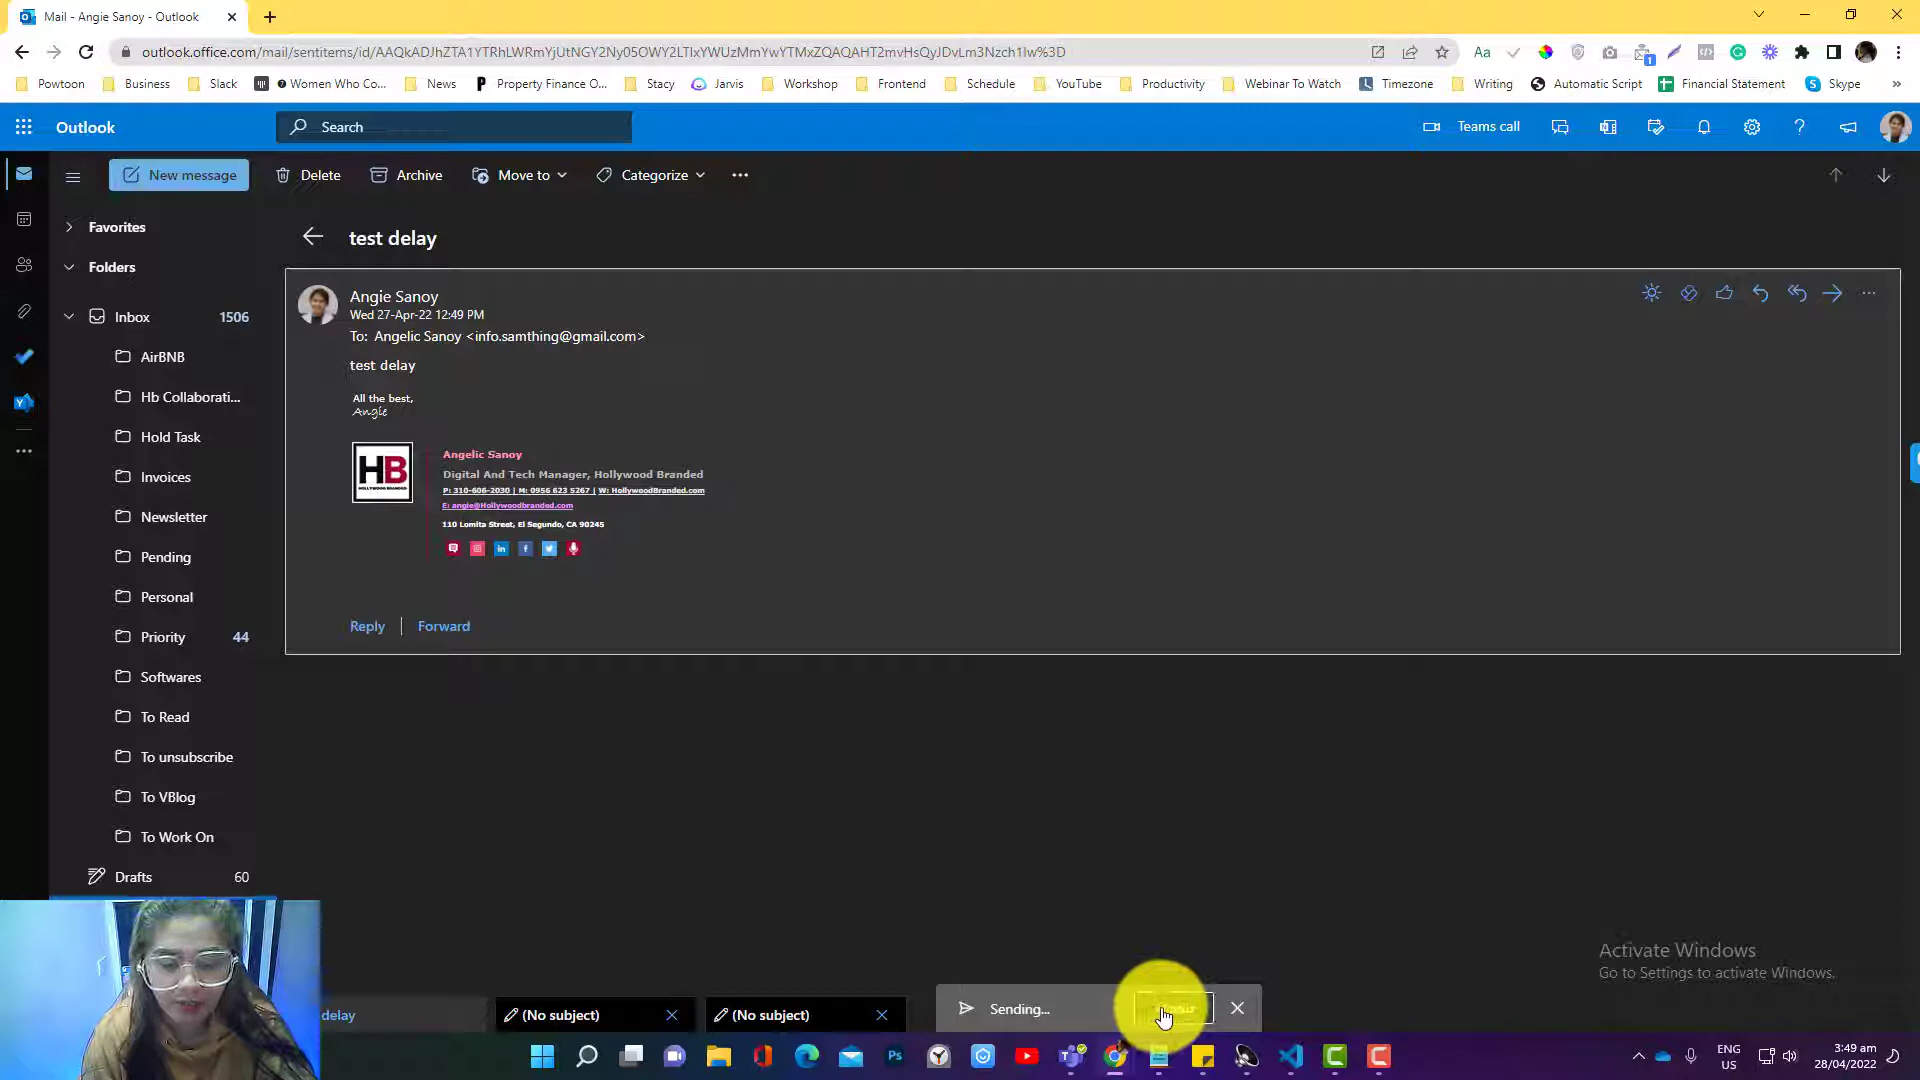 Mail - Angie Sanoy - Outlook
outlook.office.com/mail/sentitems/id/AAQkADJhZTA1YTRhLWRmYjUtNGY2Ny05OWY2LTIxYWUzMmYwYTMxZQAQAHT2mvHsQyJDvLm3Nzch1Iw%3D
Aa
1
Powtoon
Business
Slack
Women Who Co...
News
Property Finance O...
Stacy
Jarvis
Workshop
Frontend
Schedule
YouTube
Productivity
Webinar To Watch
Timezone
Writing
Automatic Script
Financial Statement
Skype
»
Outlook
Search
Teams call
New message
Delete
Archive
Move to
Categorize
Favorites
Folders
Inbox 1506
AirBNB
Hb Collaborati...
Hold Task
Invoices
Newsletter
Pending
Personal
Priority 44
Softwares
To Read
To unsubscribe
To VBlog
To Work On
Drafts 60
test delay
Angie Sanoy
Wed 27-Apr-22 12:49 PM
To: Angelic Sanoy <info.samthing@gmail.com>
test delay
All the best,
Angie
HB
HOLLYWOOD BRANDED
Angelic Sanoy
Digital And Tech Manager, Hollywood Branded
P: 310-606-2030 | M: 0956 623 5267 | W: HollywoodBranded.com
E: angie@Hollywoodbranded.com
110 Lomita Street, El Segundo, CA 90245
Reply
Forward
Activate Windows
Go to Settings to activate Windows.
delay
(No subject)
(No subject)
Sending...
ENG
US
3:49 am
28/04/2022